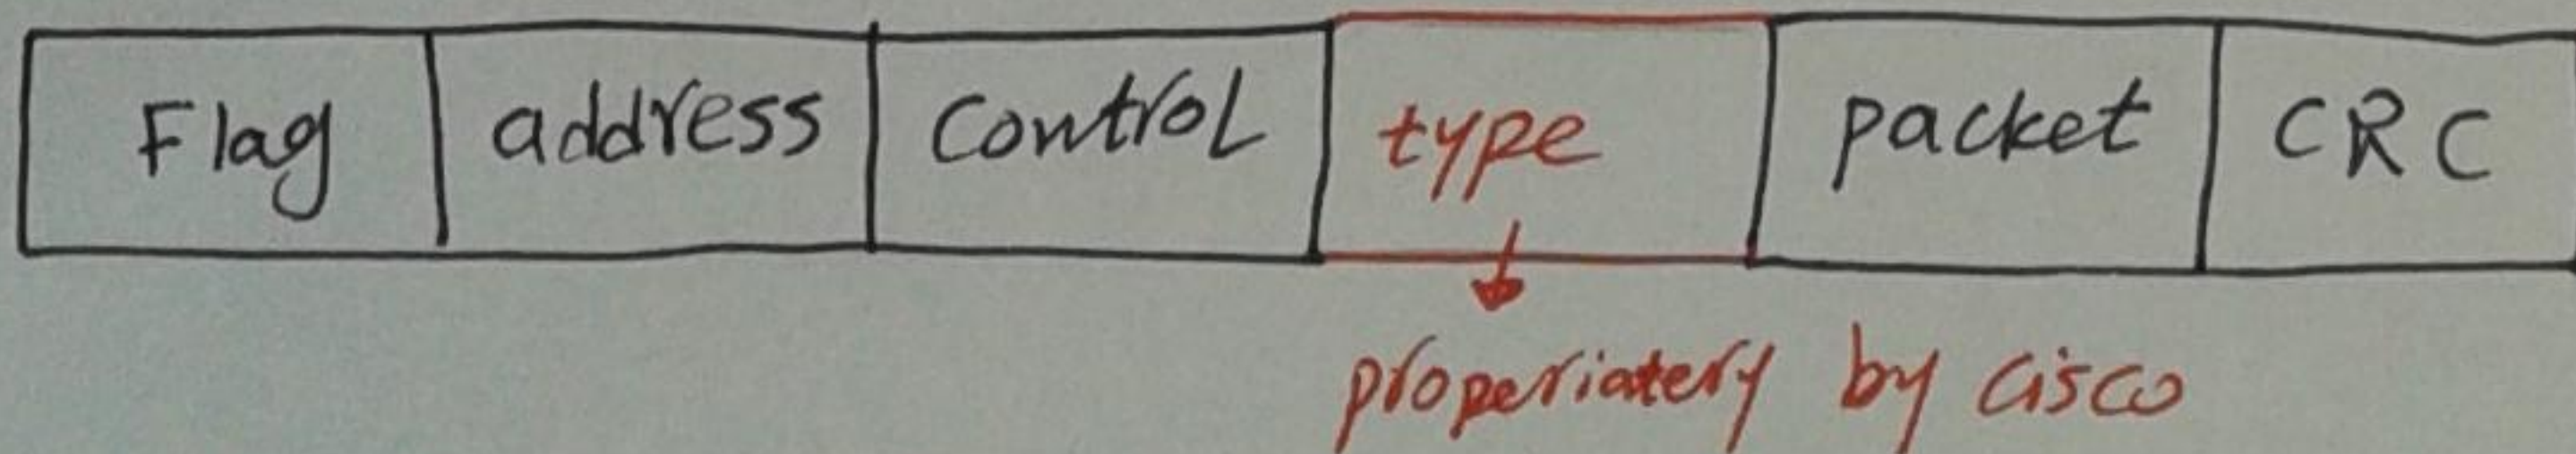 Flag address Control type packet CRC
properiatery by cisco